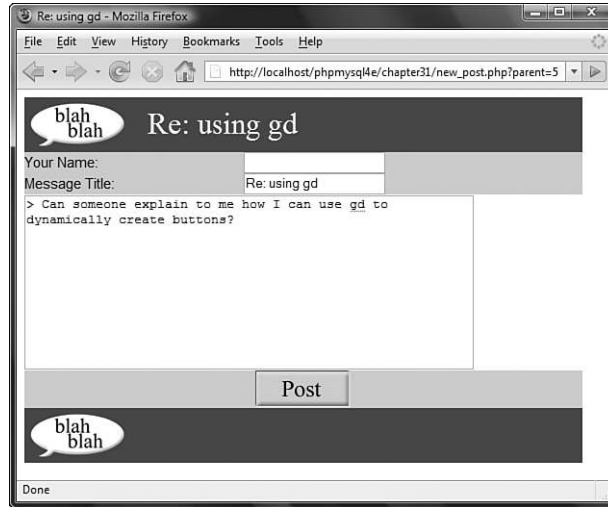 Re: using gd - Mozilla Firefox
File Edit View History Bookmarks Tools Help
http://localhost/phpmysql4e/chapter31/new_post.php?parent=5
blah
blah
Re: using gd
Your Name:
Message Title: Re: using gd
> Can someone explain to me how I can use gd to
dynamically create buttons?
Post
blah
blah
Done